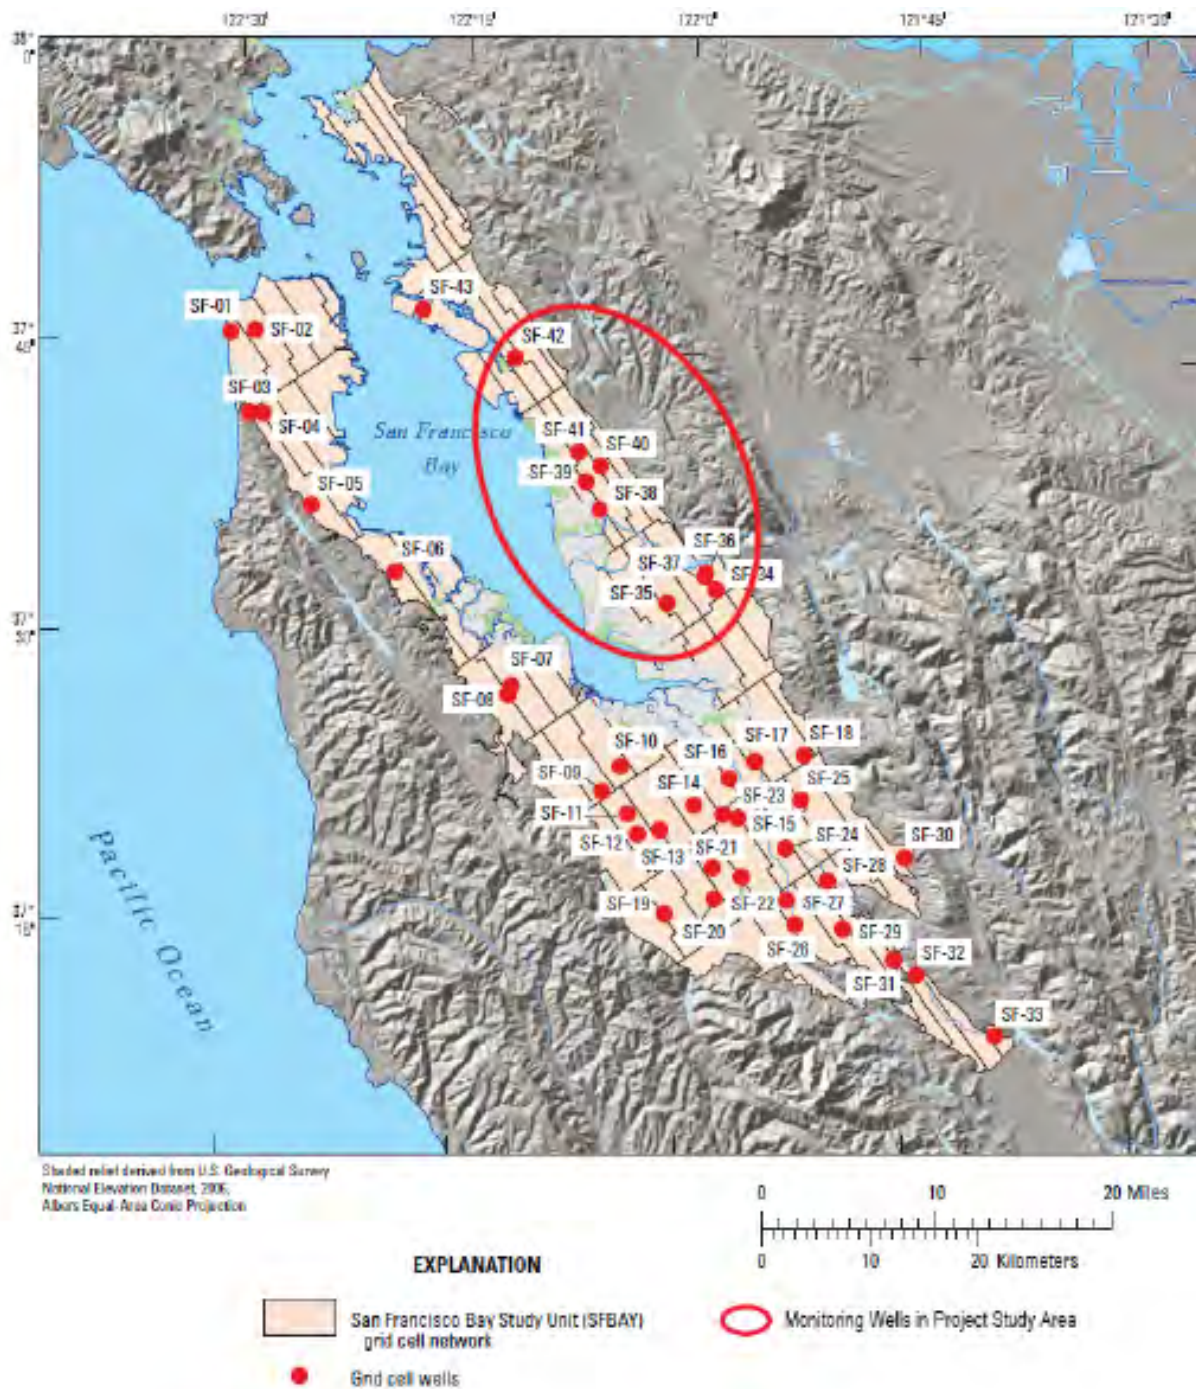 122°30'
122°15'
122°0'
121°45'
121°30'
38°
0'
SF-43
SF-01
SF-02
37°
45'
SF-42
SF-03
SF-04
San Francisco
Bay
SF-41
SF-40
SF-39
SF-38
SF-05
SF-06
SF-36
SF-37
SF-34
SF-35
37°
30'
SF-07
SF-08
SF-10
SF-16
SF-17
SF-18
SF-09
SF-14
SF-23
SF-25
SF-11
SF-15
SF-12
SF-13
SF-21
SF-24
SF-30
SF-28
SF-19
SF-22
SF-27
SF-20
SF-26
SF-29
SF-32
SF-31
37°
15'
SF-33
Pacific Ocean
Shaded relief derived from U.S. Geological Survey
National Elevation Dataset, 2006,
Albers Equal-Area Conic Projection
0 10 20 Miles
0 10 20 Kilometers
EXPLANATION
San Francisco Bay Study Unit (SFBAY)
grid cell network
Monitoring Wells in Project Study Area
Grid cell wells